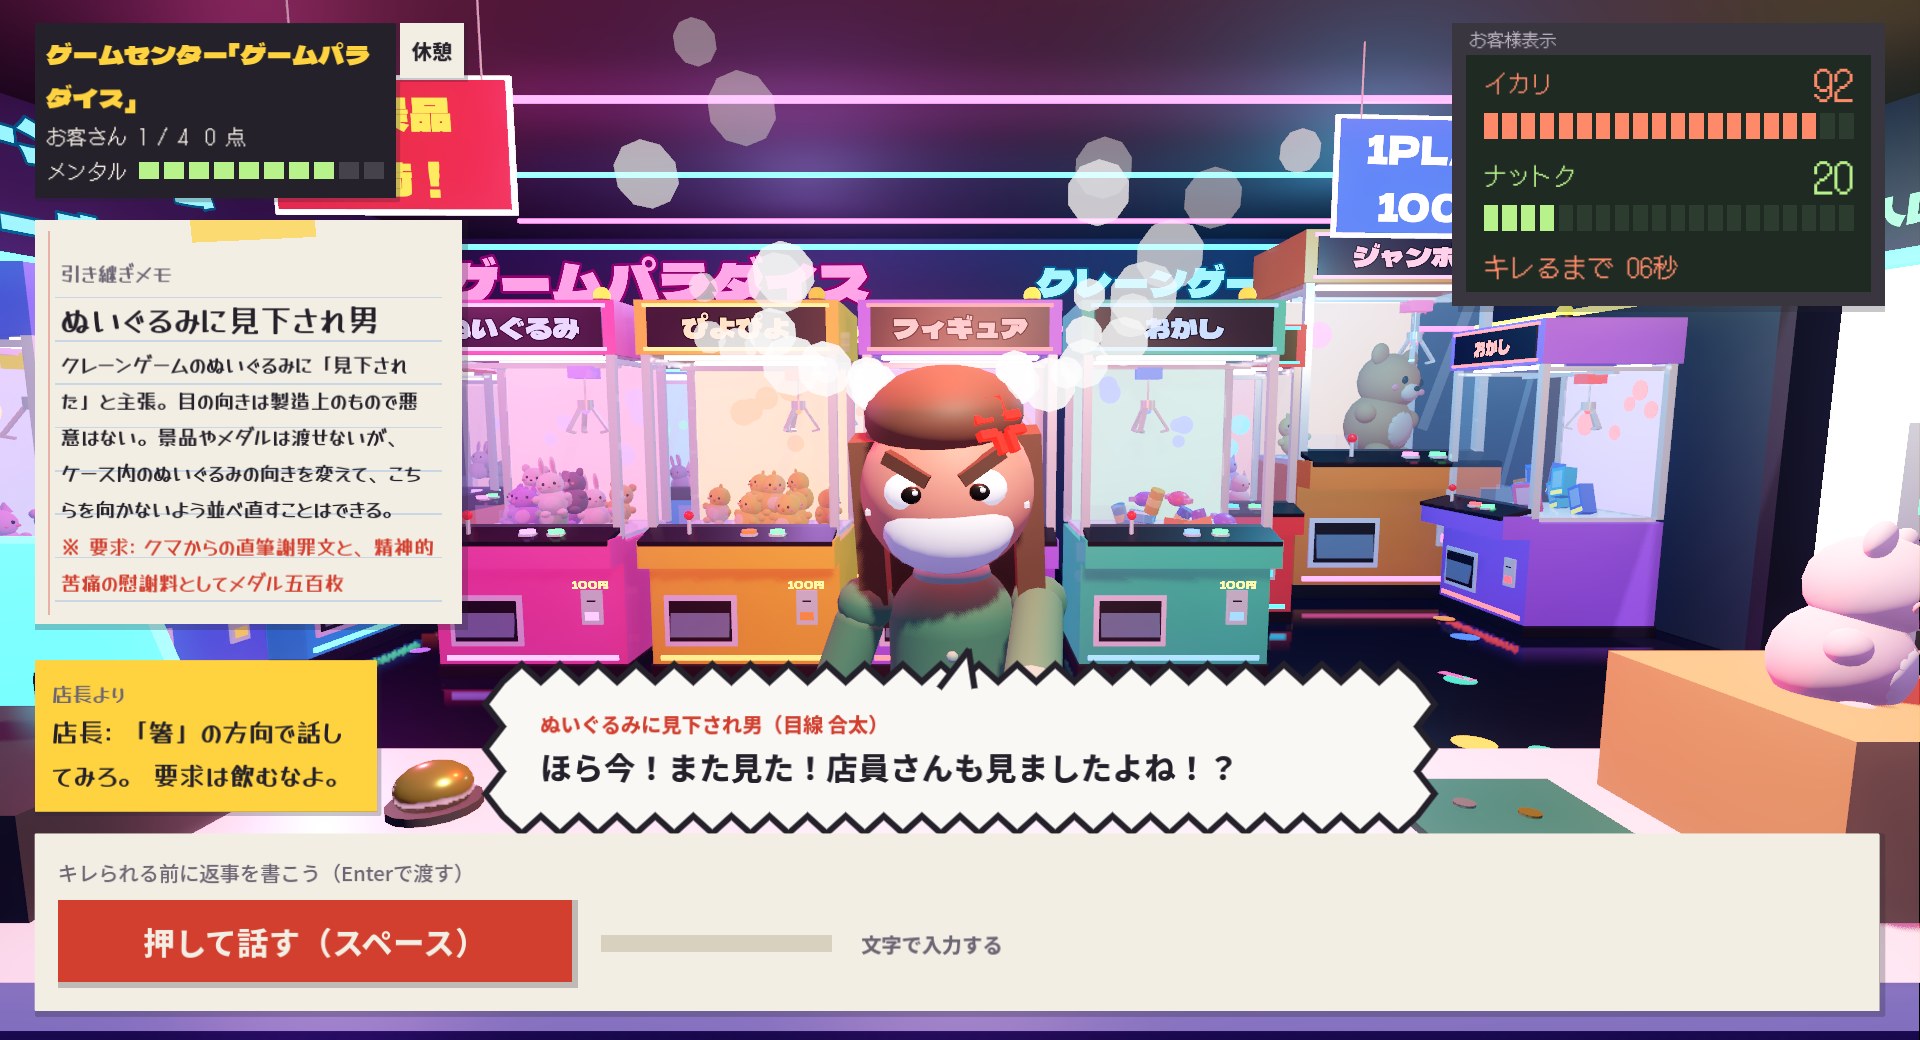 ゲームセンター「ゲームパラ
ダイス」
お客さん 1/4 0点
メンタル
休憩
品
！
1PL
100
お客様表示
イカリ 92
ナットク 20
キレるまで 06秒
引き継ぎメモ
ぬいぐるみに見下され男
クレーンゲームのぬいぐるみに「見下され
た」と主張。目の向きは製造上のもので悪
意はない。景品やメダルは渡せないが、
ケース内のぬいぐるみの向きを変えて、こち
らを向かないよう並べ直すことはできる。
※ 要求: クマからの直筆謝罪文と、精神的
苦痛の慰謝料としてメダル五百枚
ゲームパラダイス
クレーンゲー
ジャンボ
ぬいぐるみ
ぴよぴよ
フィギュア
おかし
おかし
100円
100円
100円
店長より
店長: 「箸」の方向で話し
てみろ。 要求は飲むなよ。
ぬいぐるみに見下され男（目線 合太）
ほら今！また見た！店員さんも見ましたよね！？
キレられる前に返事を書こう（Enterで渡す）
押して話す（スペース）
文字で入力する